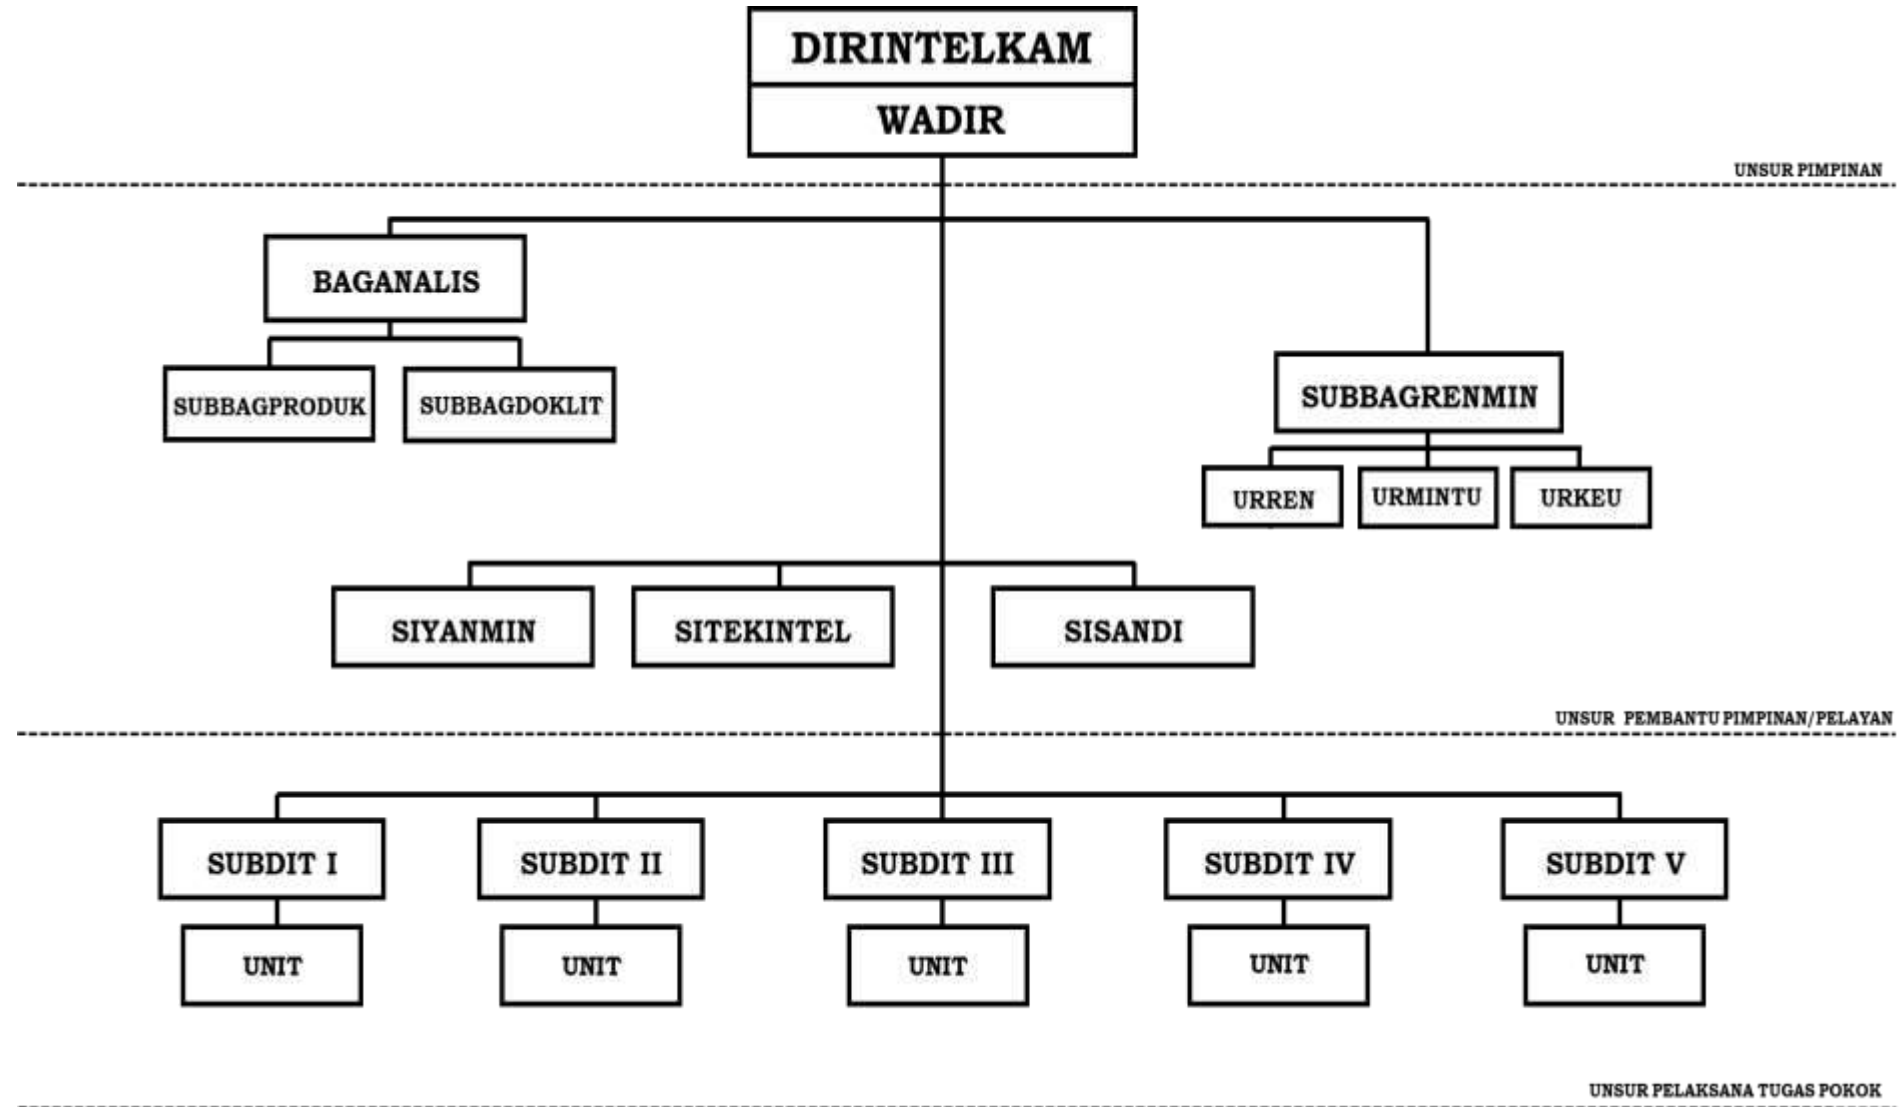 DIRINTELKAM
WADIR
UNSUR PIMPINAN
BAGANALIS
SUBBAGPRODUK
SUBBAGDOKLIT
SUBBAGRENMIN
URREN
URMINTU
URKEU
SIYANMIN
SITEKINTEL
SISANDI
UNSUR PEMBANTU PIMPINAN/PELAYAN
SUBDIT I
SUBDIT II
SUBDIT III
SUBDIT IV
SUBDIT V
UNIT
UNIT
UNIT
UNIT
UNIT
UNSUR PELAKSANA TUGAS POKOK